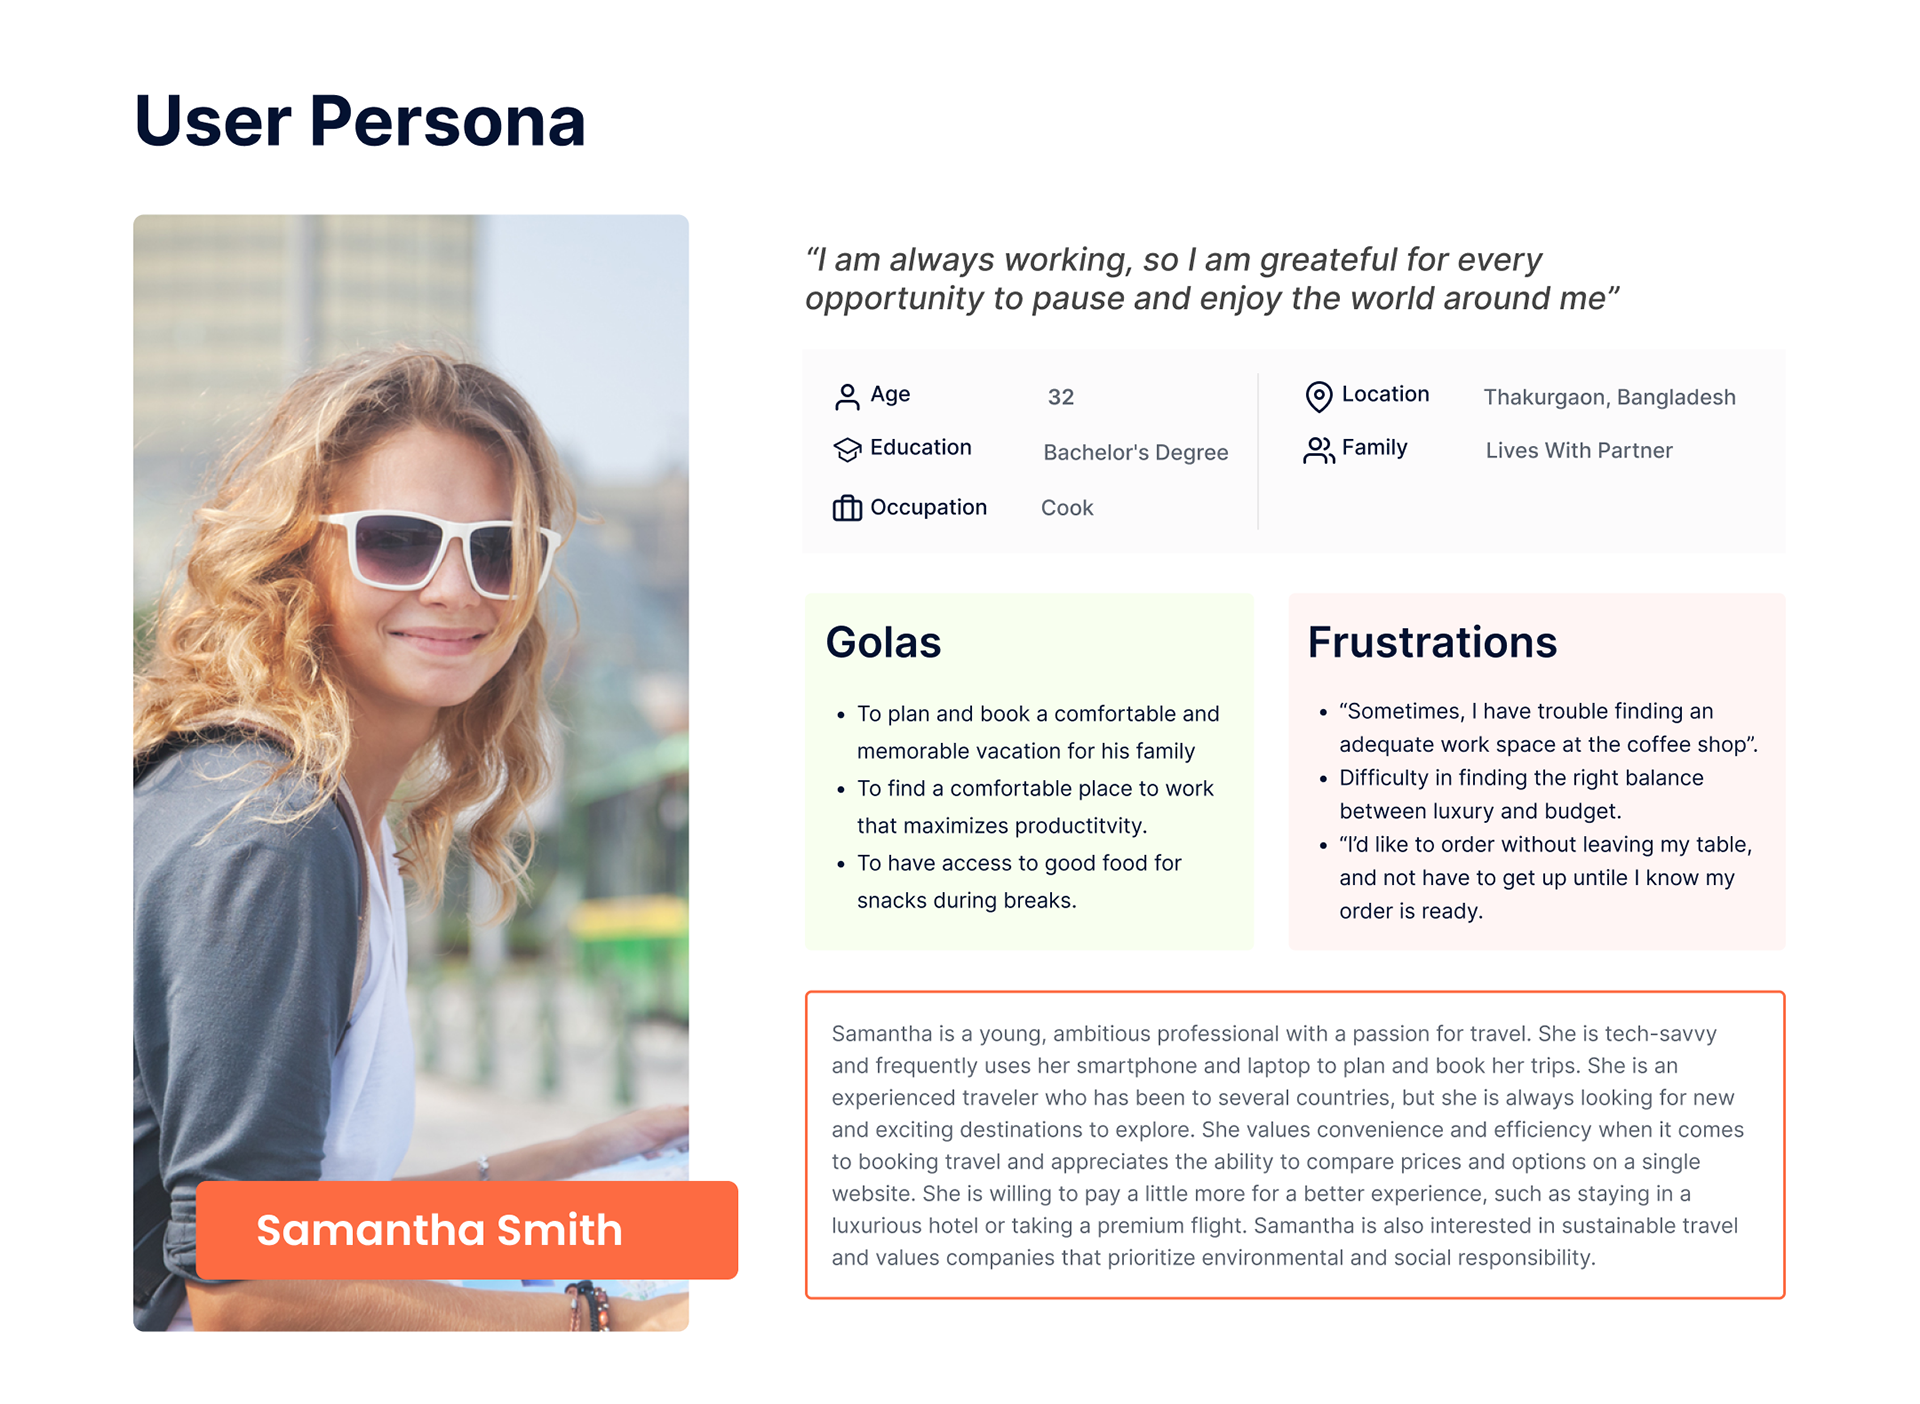 User Persona
“I am always working, so I am greateful for every
opportunity to pause and enjoy the world around me”
Age 32
Education Bachelor's Degree
Occupation Cook
Location Thakurgaon, Bangladesh
Family Lives With Partner
Golas
• To plan and book a comfortable and
memorable vacation for his family
• To find a comfortable place to work
that maximizes productitvity.
• To have access to good food for
snacks during breaks.
Frustrations
• “Sometimes, I have trouble finding an
adequate work space at the coffee shop”.
• Difficulty in finding the right balance
between luxury and budget.
• “I’d like to order without leaving my table,
and not have to get up untile I know my
order is ready.
Samantha is a young, ambitious professional with a passion for travel. She is tech-savvy
and frequently uses her smartphone and laptop to plan and book her trips. She is an
experienced traveler who has been to several countries, but she is always looking for new
and exciting destinations to explore. She values convenience and efficiency when it comes
to booking travel and appreciates the ability to compare prices and options on a single
website. She is willing to pay a little more for a better experience, such as staying in a
luxurious hotel or taking a premium flight. Samantha is also interested in sustainable travel
and values companies that prioritize environmental and social responsibility.
Samantha Smith